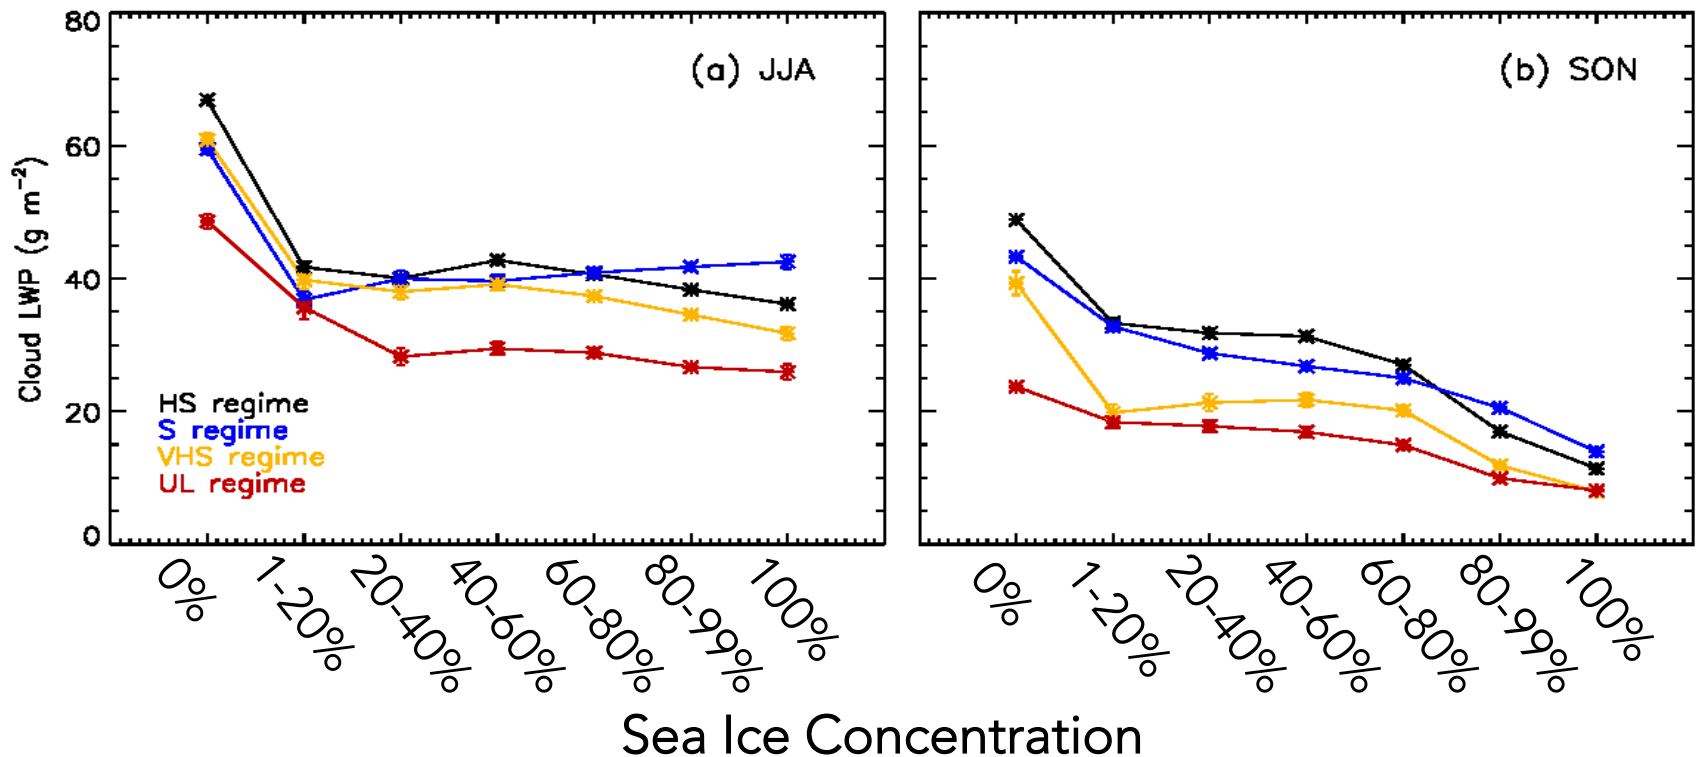 80
60
40
20
0
Cloud LWP (g m⁻²)
(a) JJA
HS regime
S regime
VHS regime
UL regime
(b) SON
0% 1-20% 20-40% 40-60% 60-80% 80-99% 100%
0% 1-20% 20-40% 40-60% 60-80% 80-99% 100%
Sea Ice Concentration